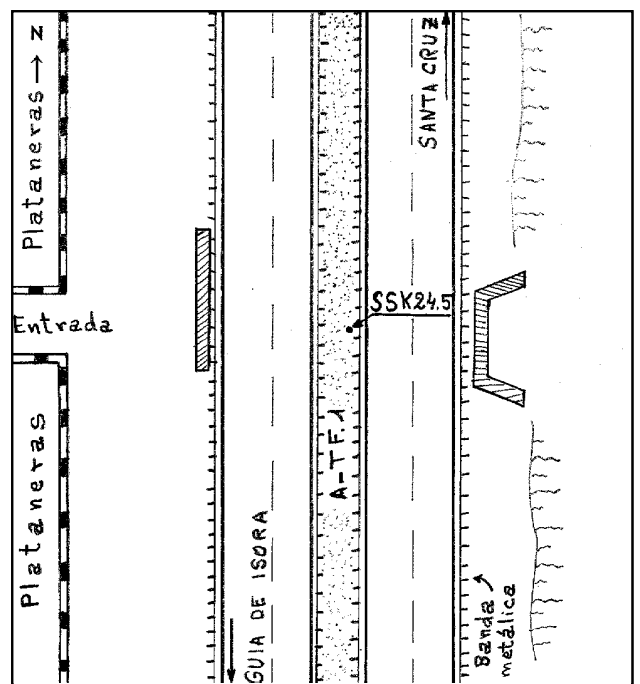 Plataneras → N
SANTA CRUZ
SSK24.5
Entrada
A-TF.1
Plataneras
GUIA DE ISORA
Banda
metálica